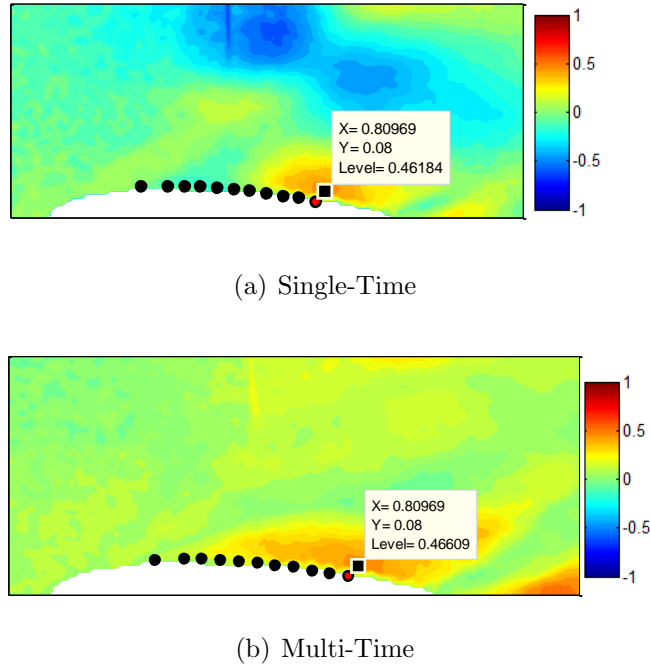 1
0.5
X= 0.80969
Y= 0.08
Level= 0.46184
0
-0.5
-1
(a) Single-Time
1
0.5
X= 0.80969
Y= 0.08
Level= 0.46609
0
-0.5
-1
(b) Multi-Time